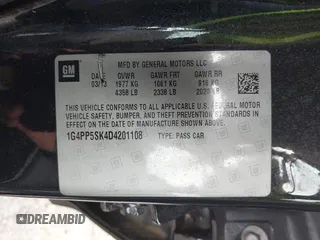 GM
MFD BY GENERAL MOTORS LLC
DATE GVWR GAWR FRT GAWR RR
03/13 1977 KG 1061 KG 916 KG
4358 LB 2338 LB 2020 LB
THIS VEHICLE CONFORMS TO ALL APPLICABLE U.S. FEDERAL MOTOR
VEHICLE SAFETY, BUMPER, AND THEFT PREVENTION STANDARDS
IN EFFECT ON THE DATE OF MANUFACTURE SHOWN ABOVE.
1G4PP5SK4D4201108 TYPE: PASS CAR
DREAMBID